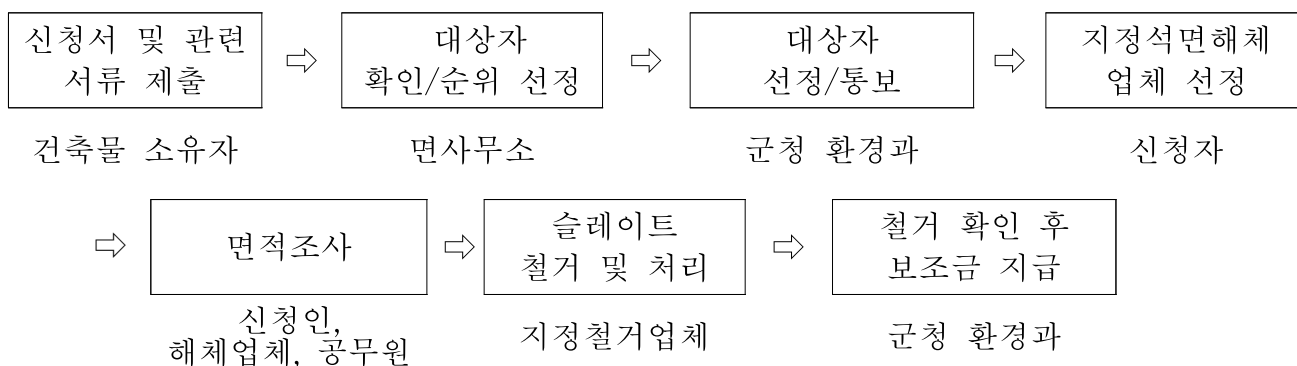 신청서 및 관련
서류 제출
⇨
대상자
확인/순위 선정
⇨
대상자
선정/통보
⇨
지정석면해체
업체 선정
건축물 소유자
면사무소
군청 환경과
신청자
⇨
면적조사
⇨
슬레이트
철거 및 처리
⇨
철거 확인 후
보조금 지급
신청인,
해체업체, 공무원
지정철거업체
군청 환경과